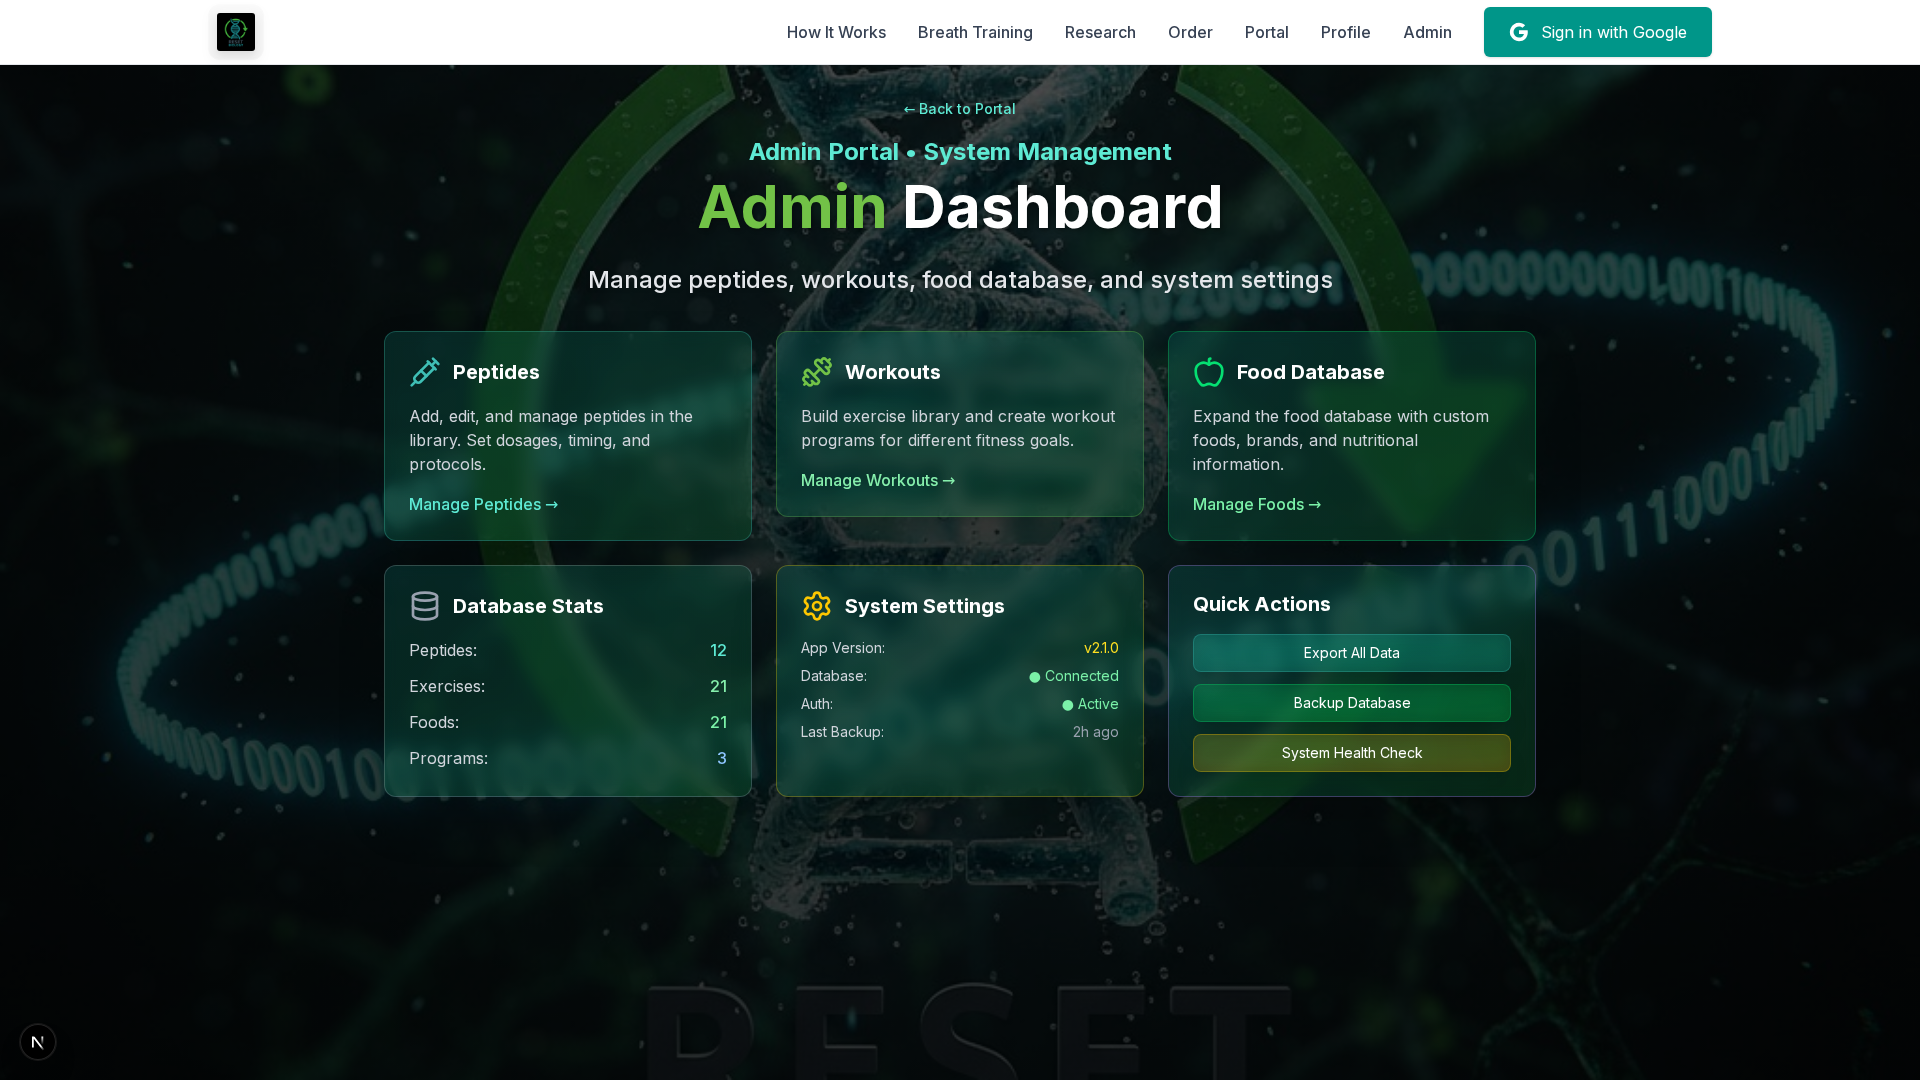 How It Works
Breath Training
Research
Order
Portal
Profile
Admin
Sign in with Google
← Back to Portal
Admin Portal • System Management
Admin Dashboard
Manage peptides, workouts, food database, and system settings
Peptides
Add, edit, and manage peptides in the
library. Set dosages, timing, and
protocols.
Manage Peptides →
Workouts
Build exercise library and create workout
programs for different fitness goals.
Manage Workouts →
Food Database
Expand the food database with custom
foods, brands, and nutritional
information.
Manage Foods →
Database Stats
Peptides: 12
Exercises: 21
Foods: 21
Programs: 3
System Settings
App Version: v2.1.0
Database: ● Connected
Auth: ● Active
Last Backup: 2h ago
Quick Actions
Export All Data
Backup Database
System Health Check
RESET
N